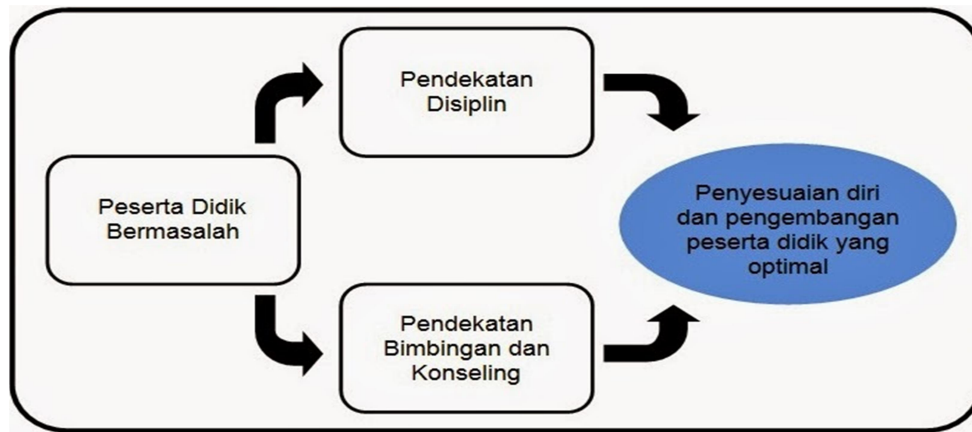 Pendekatan
Disiplin
Peserta Didik
Bermasalah
Penyesuaian diri
dan pengembangan
peserta didik yang
optimal
Pendekatan
Bimbingan dan
Konseling